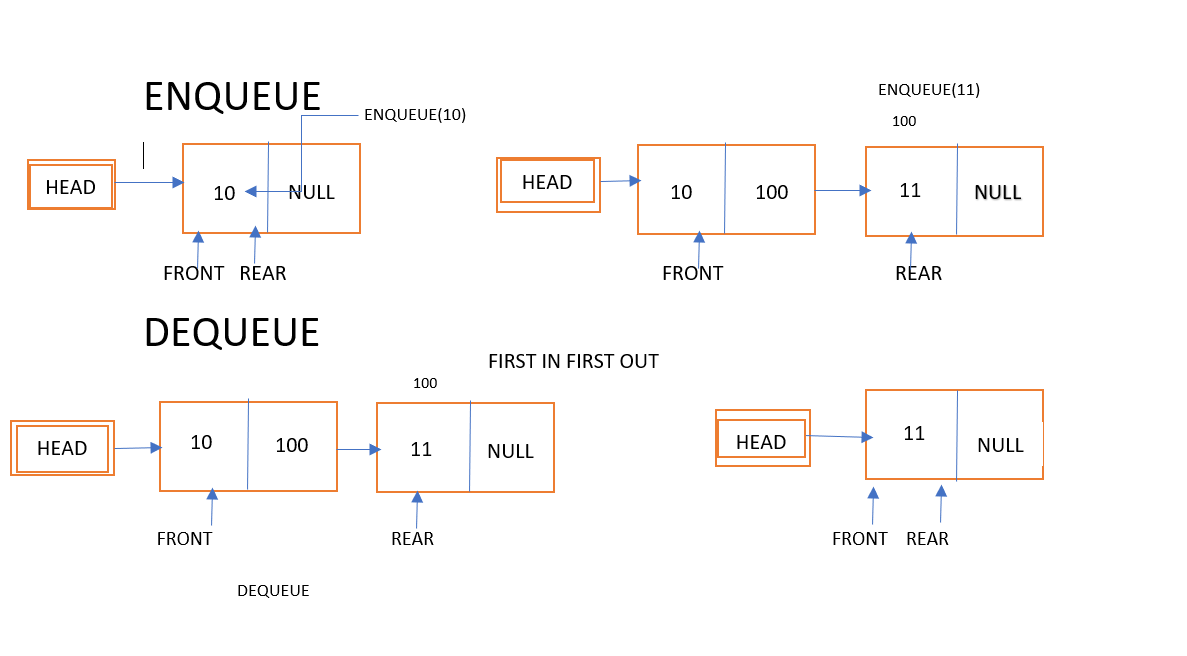 ENQUEUE
ENQUEUE(10)
HEAD
10
NULL
FRONT
REAR
ENQUEUE(11)
100
HEAD
10
100
11
NULL
FRONT
REAR
DEQUEUE
FIRST IN FIRST OUT
100
HEAD
10
100
11
NULL
FRONT
REAR
DEQUEUE
HEAD
11
NULL
FRONT
REAR